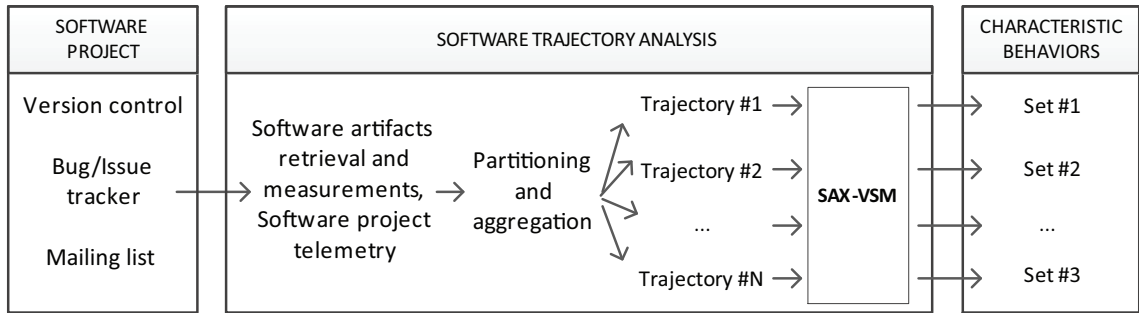 SOFTWARE
PROJECT
Version control
Bug/Issue
tracker
Mailing list
SOFTWARE TRAJECTORY ANALYSIS
Software artifacts
retrieval and
measurements,
Software project
telemetry
Partitioning
and
aggregation
Trajectory #1
Trajectory #2
...
Trajectory #N
SAX-VSM
CHARACTERISTIC
BEHAVIORS
Set #1
Set #2
...
Set #3